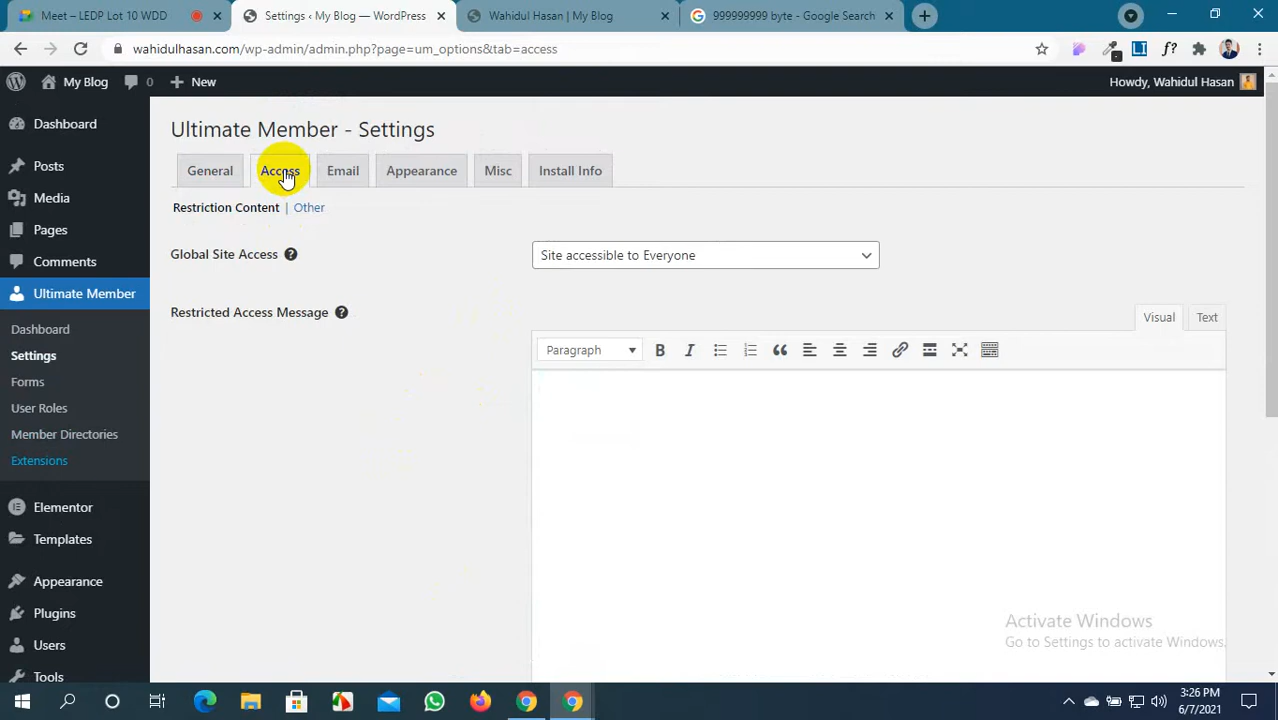 Meet – LEDP Lot 10 WDD
Settings ‹ My Blog — WordPress
Wahidul Hasan | My Blog
999999999 byte - Google Search
wahidulhasan.com/wp-admin/admin.php?page=um_options&tab=access
My Blog
0
New
Howdy, Wahidul Hasan
Dashboard
Posts
Media
Pages
Comments
Ultimate Member
Dashboard
Settings
Forms
User Roles
Member Directories
Extensions
Elementor
Templates
Appearance
Plugins
Users
Tools
Ultimate Member - Settings
General
Access
Email
Appearance
Misc
Install Info
Restriction Content | Other
Global Site Access ?
Site accessible to Everyone
Restricted Access Message ?
Visual
Text
Paragraph
B
I
Activate Windows
Go to Settings to activate Windows.
3:26 PM
6/7/2021